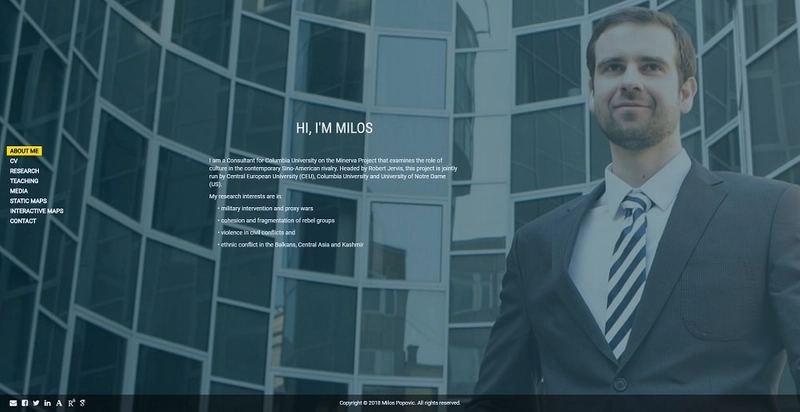 HI, I'M MILOS
ABOUT ME
CV
RESEARCH
TEACHING
MEDIA
STATIC MAPS
INTERACTIVE MAPS
CONTACT
I am a Consultant for Columbia University on the Minerva Project that examines the role of
culture in the contemporary Sino-American rivalry. Headed by Robert Jervis, this project is jointly
run by Central European University (CEU), Columbia University and University of Notre Dame
(US).
My research interests are in:
• military intervention and proxy wars
• cohesion and fragmentation of rebel groups
• violence in civil conflicts and
• ethnic conflict in the Balkans, Central Asia and Kashmir
Copyright © 2018 Milos Popovic. All rights reserved.